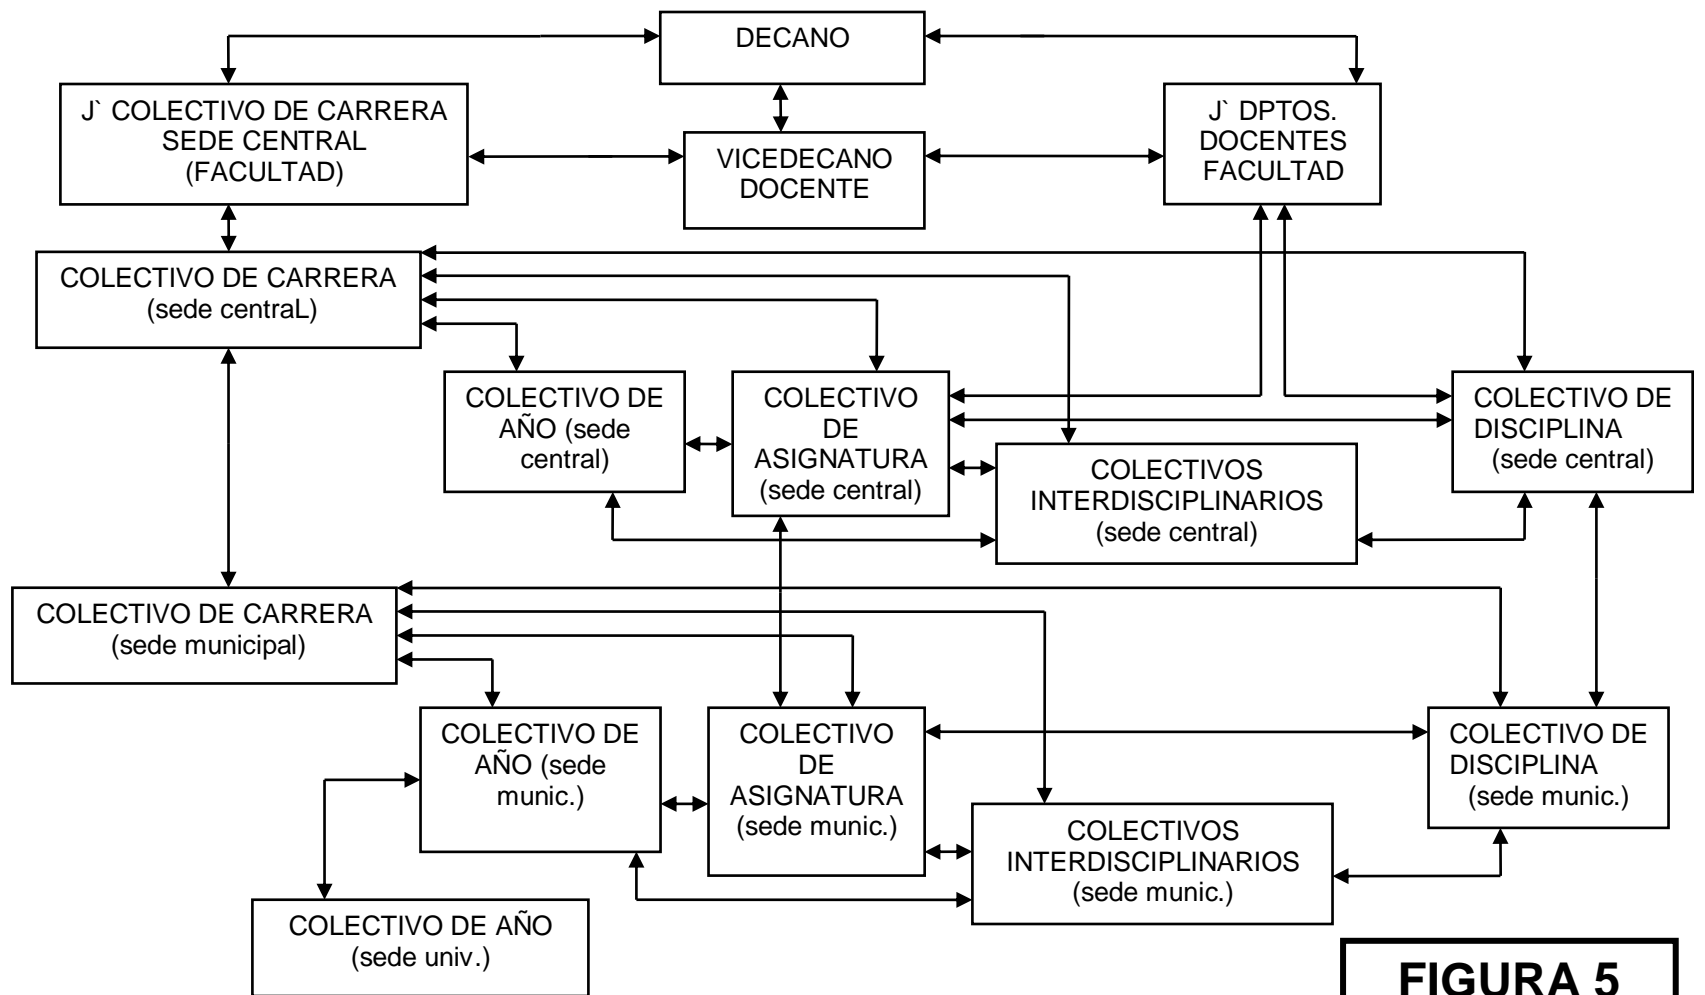 DECANO
J` COLECTIVO DE CARRERA
SEDE CENTRAL
(FACULTAD)
VICEDECANO
DOCENTE
J` DPTOS.
DOCENTES
FACULTAD
COLECTIVO DE CARRERA
(sede centraL)
COLECTIVO DE
AÑO (sede
central)
COLECTIVO
DE
ASIGNATURA
(sede central)
COLECTIVOS
INTERDISCIPLINARIOS
(sede central)
COLECTIVO DE
DISCIPLINA
(sede central)
COLECTIVO DE CARRERA
(sede municipal)
COLECTIVO DE
AÑO (sede
munic.)
COLECTIVO
DE
ASIGNATURA
(sede munic.)
COLECTIVOS
INTERDISCIPLINARIOS
(sede munic.)
COLECTIVO DE
DISCIPLINA
(sede munic.)
COLECTIVO DE AÑO
(sede univ.)
FIGURA 5